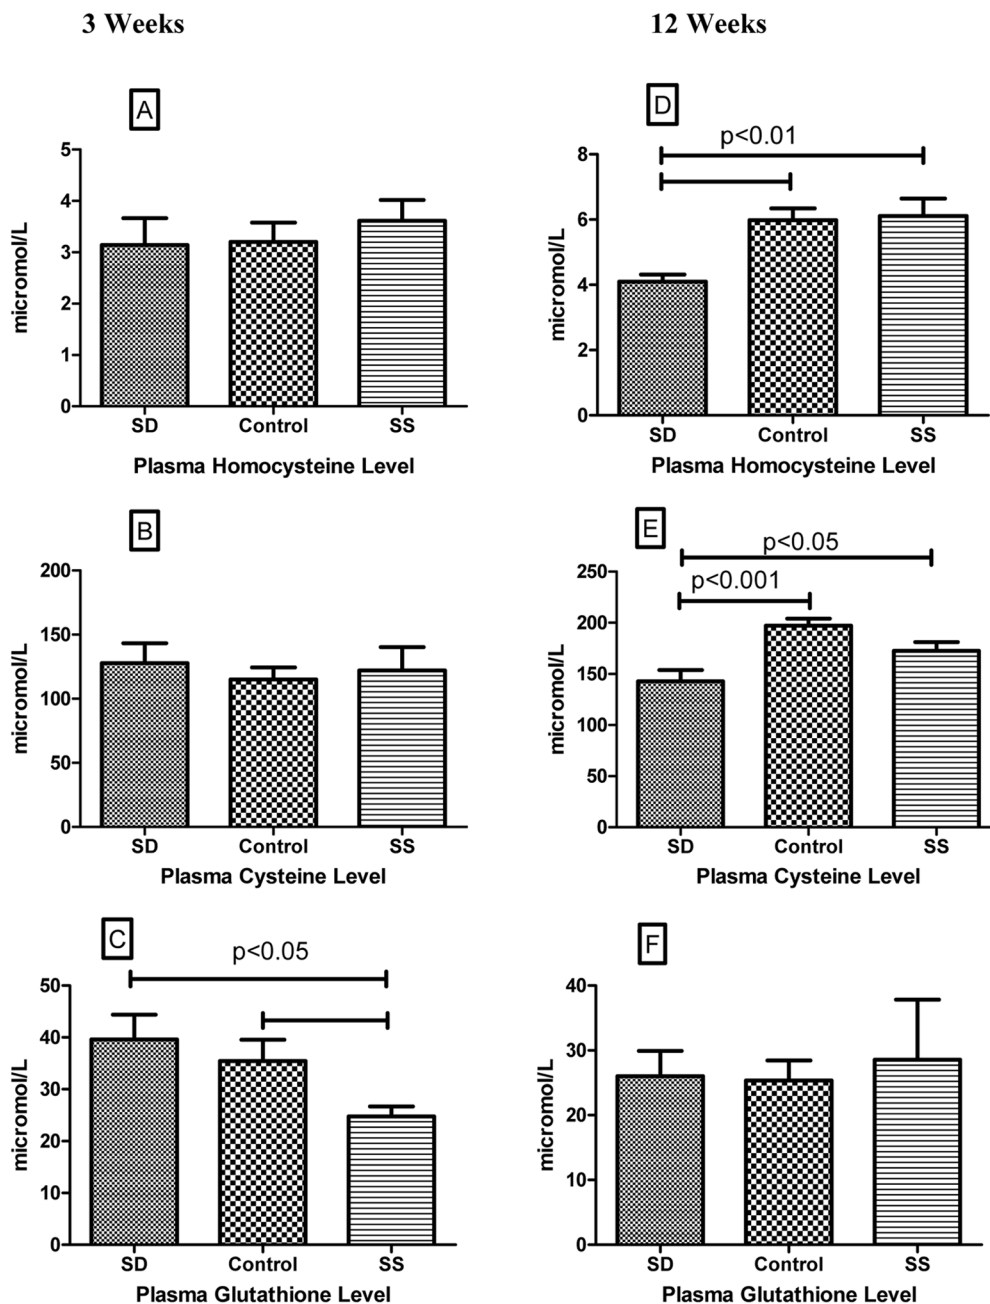 3 Weeks
12 Weeks
A
5
4
3
2
1
0
micromol/L
SD Control SS
Plasma Homocysteine Level
D
p<0.01
8
6
4
2
0
micromol/L
SD Control SS
Plasma Homocysteine Level
B
200
150
100
50
0
micromol/L
SD Control SS
Plasma Cysteine Level
E
p<0.05
p<0.001
250
200
150
100
50
0
micromol/L
SD Control SS
Plasma Cysteine Level
C
p<0.05
50
40
30
20
10
0
micromol/L
SD Control SS
Plasma Glutathione Level
F
40
30
20
10
0
micromol/L
SD Control SS
Plasma Glutathione Level